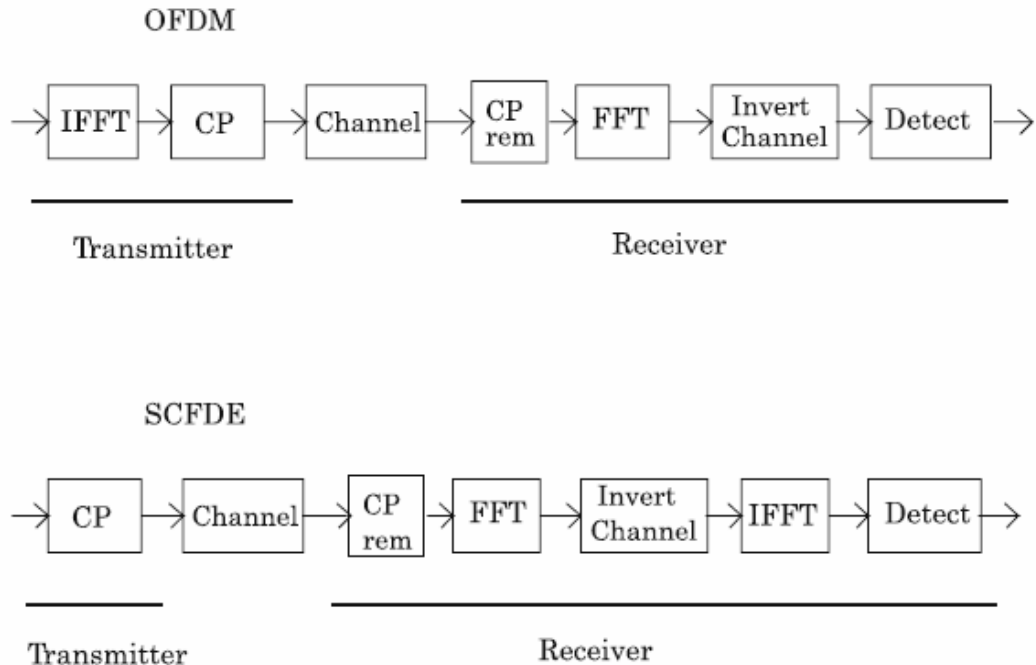 OFDM
IFFT
CP
Channel
CP
rem
FFT
Invert
Channel
Detect
Transmitter
Receiver
SCFDE
CP
Channel
CP
rem
FFT
Invert
Channel
IFFT
Detect
Transmitter
Receiver